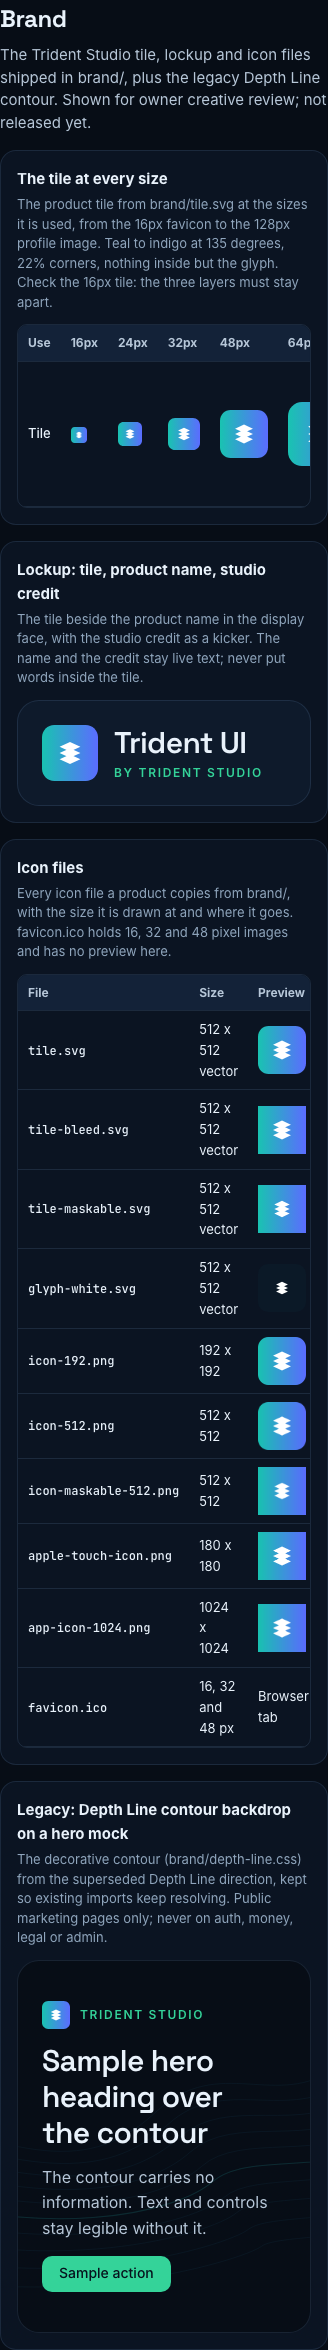 Brand
The Trident Studio tile, lockup and icon files
shipped in brand/, plus the legacy Depth Line
contour. Shown for owner creative review; not
released yet.
The tile at every size
The product tile from brand/tile.svg at the sizes
it is used, from the 16px favicon to the 128px
profile image. Teal to indigo at 135 degrees,
22% corners, nothing inside but the glyph.
Check the 16px tile: the three layers must stay
apart.
Use 16px 24px 32px 48px 64p
Tile
Lockup: tile, product name, studio
credit
The tile beside the product name in the display
face, with the studio credit as a kicker. The
name and the credit stay live text; never put
words inside the tile.
Trident UI
BY TRIDENT STUDIO
Icon files
Every icon file a product copies from brand/,
with the size it is drawn at and where it goes.
favicon.ico holds 16, 32 and 48 pixel images
and has no preview here.
File Size Preview
tile.svg 512 x
512
vector
tile-bleed.svg 512 x
512
vector
tile-maskable.svg 512 x
512
vector
glyph-white.svg 512 x
512
vector
icon-192.png 192 x
192
icon-512.png 512 x
512
icon-maskable-512.png 512 x
512
apple-touch-icon.png 180 x
180
app-icon-1024.png 1024
x
1024
favicon.ico 16, 32
and
48 px
Browser
tab
Legacy: Depth Line contour backdrop
on a hero mock
The decorative contour (brand/depth-line.css)
from the superseded Depth Line direction, kept
so existing imports keep resolving. Public
marketing pages only; never on auth, money,
legal or admin.
TRIDENT STUDIO
Sample hero
heading over
the contour
The contour carries no
information. Text and controls
stay legible without it.
Sample action